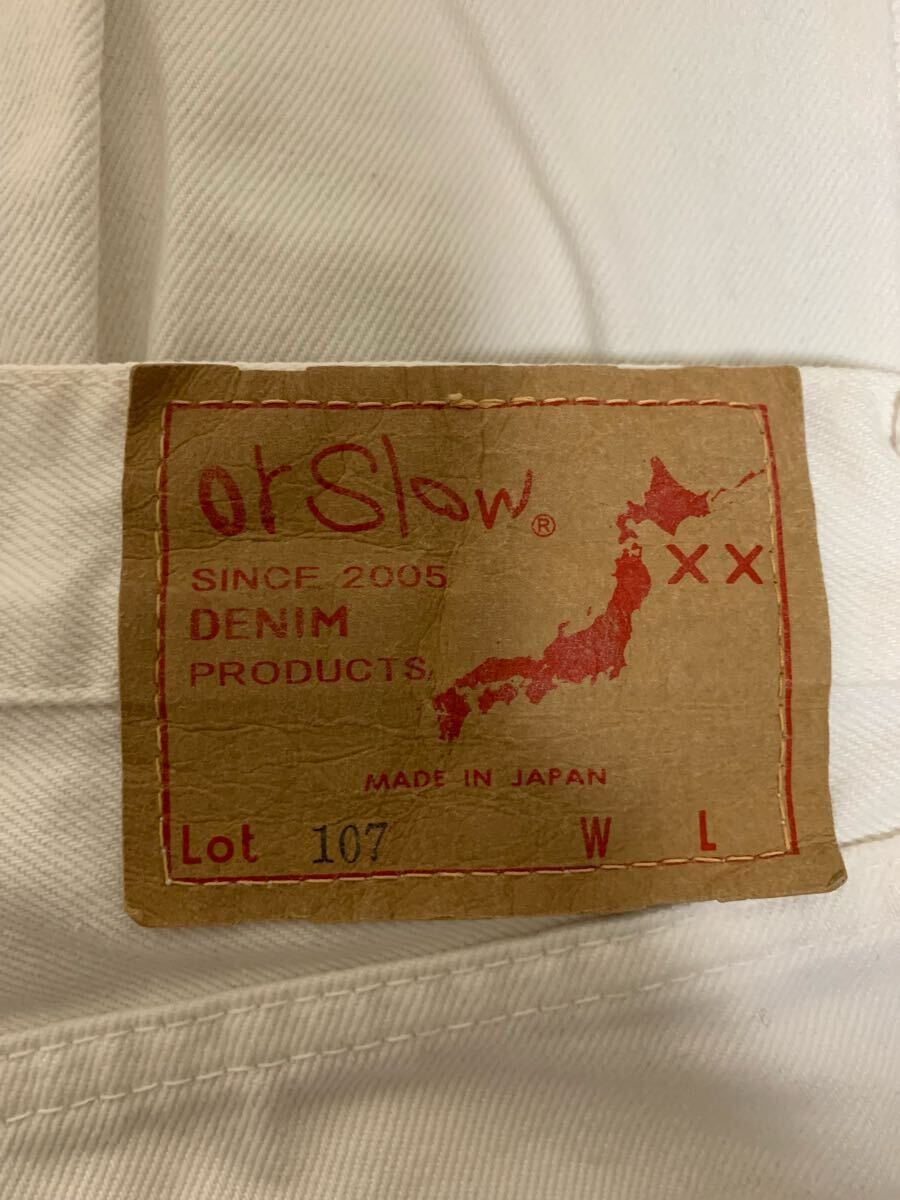 orSlow®
XX
SINCE 2005
DENIM
PRODUCTS
MADE IN JAPAN
Lot 107 W L